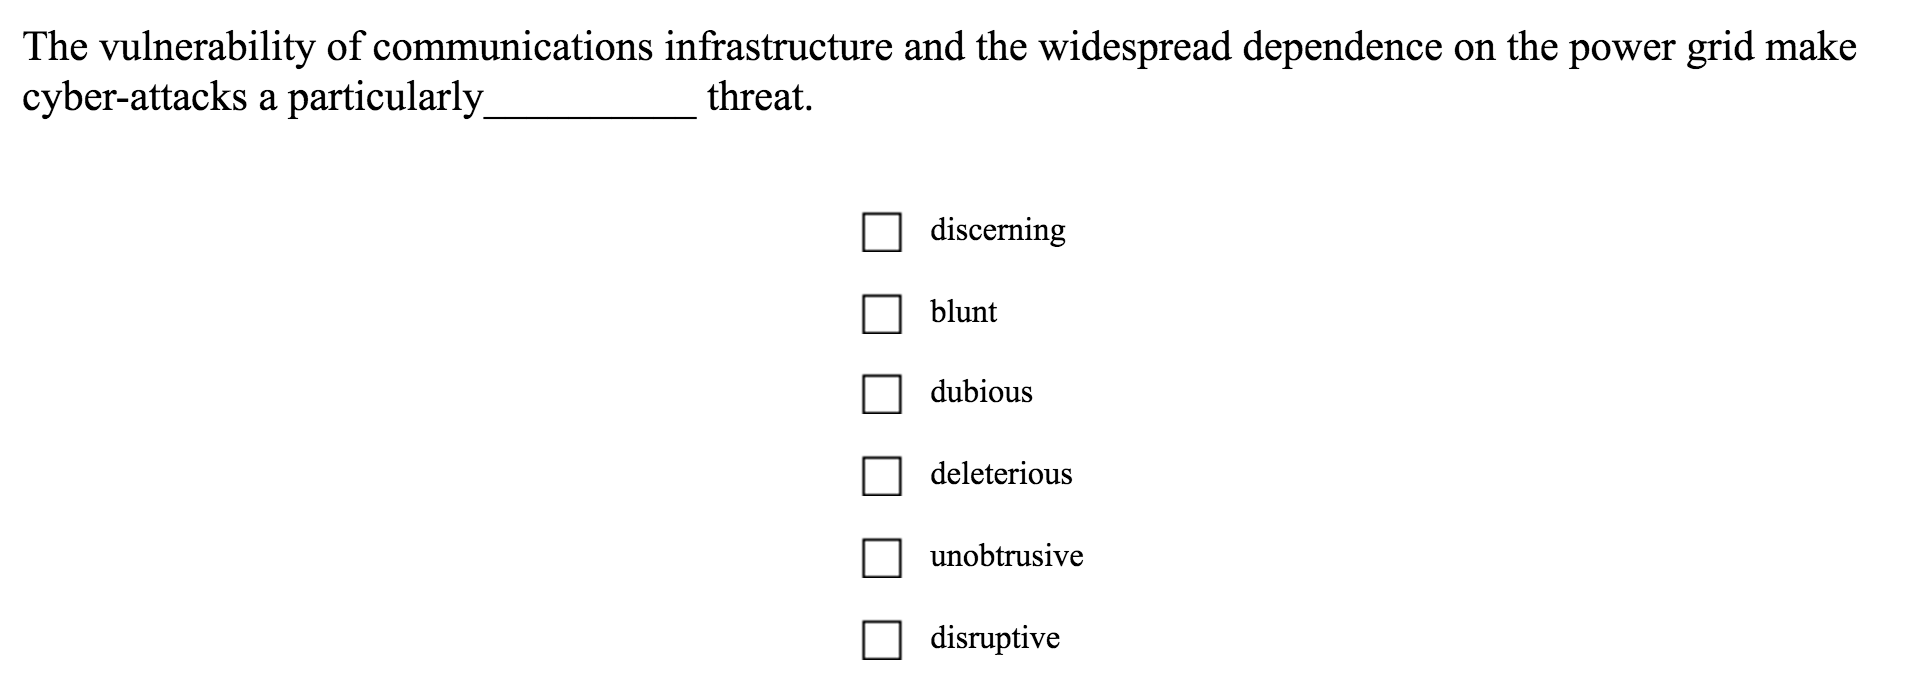 The vulnerability of communications infrastructure and the widespread dependence on the power grid make
cyber-attacks a particularly__________ threat.
discerning
blunt
dubious
deleterious
unobtrusive
disruptive